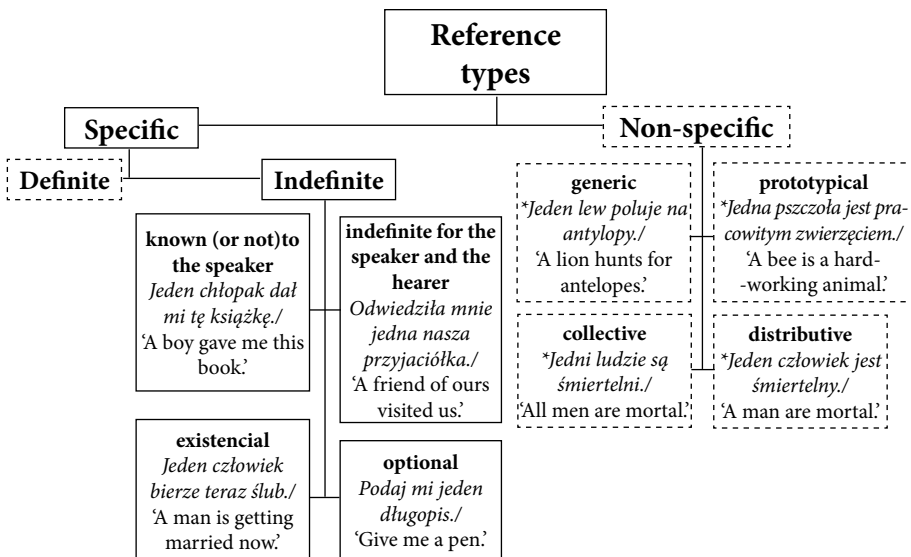 Reference
types
Specific
Non-specific
Definite
Indefinite
known (or not)to
the speaker
Jeden chłopak dał
mi tę książkę./
‘A boy gave me this
book.’
indefinite for the
speaker and the
hearer
Odwiedziła mnie
jedna nasza
przyjaciółka./
‘A friend of ours
visited us.’
existencial
Jeden człowiek
bierze teraz ślub./
‘A man is getting
married now.’
optional
Podaj mi jeden
długopis./
‘Give me a pen.’
generic
*Jeden lew poluje na
antylopy./
‘A lion hunts for
antelopes.’
prototypical
*Jedna pszczoła jest pra-
cowitym zwierzęciem./
‘A bee is a hard-
-working animal.’
collective
*Jedni ludzie są
śmiertelni./
‘All men are mortal.’
distributive
*Jeden człowiek jest
śmiertelny./
‘A man are mortal.’